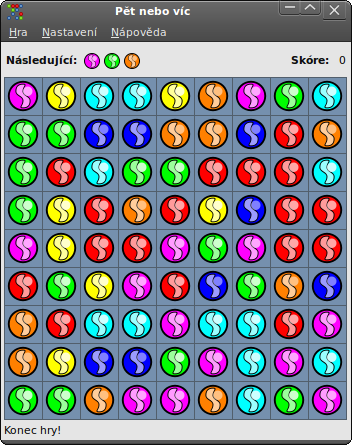 Pět nebo víc
Hra Nastavení Nápověda
Následující: Skóre: 0
Konec hry!